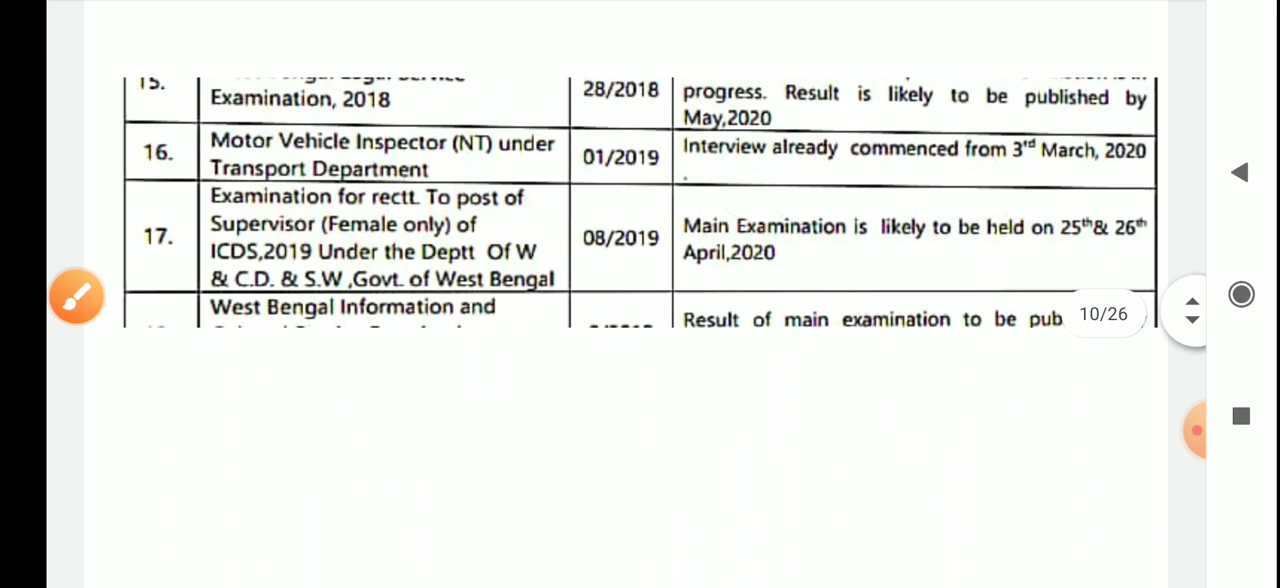 15.
Examination, 2018
28/2018
progress. Result is likely to be published by
May,2020
16.
Motor Vehicle Inspector (NT) under
Transport Department
01/2019
Interview already commenced from 3rd March, 2020
.
17.
Examination for rectt. To post of
Supervisor (Female only) of
ICDS,2019 Under the Deptt Of W
& C.D. & S.W ,Govt. of West Bengal
08/2019
Main Examination is likely to be held on 25th& 26th
April,2020
West Bengal Information and
Result of main examination to be pub
10/26